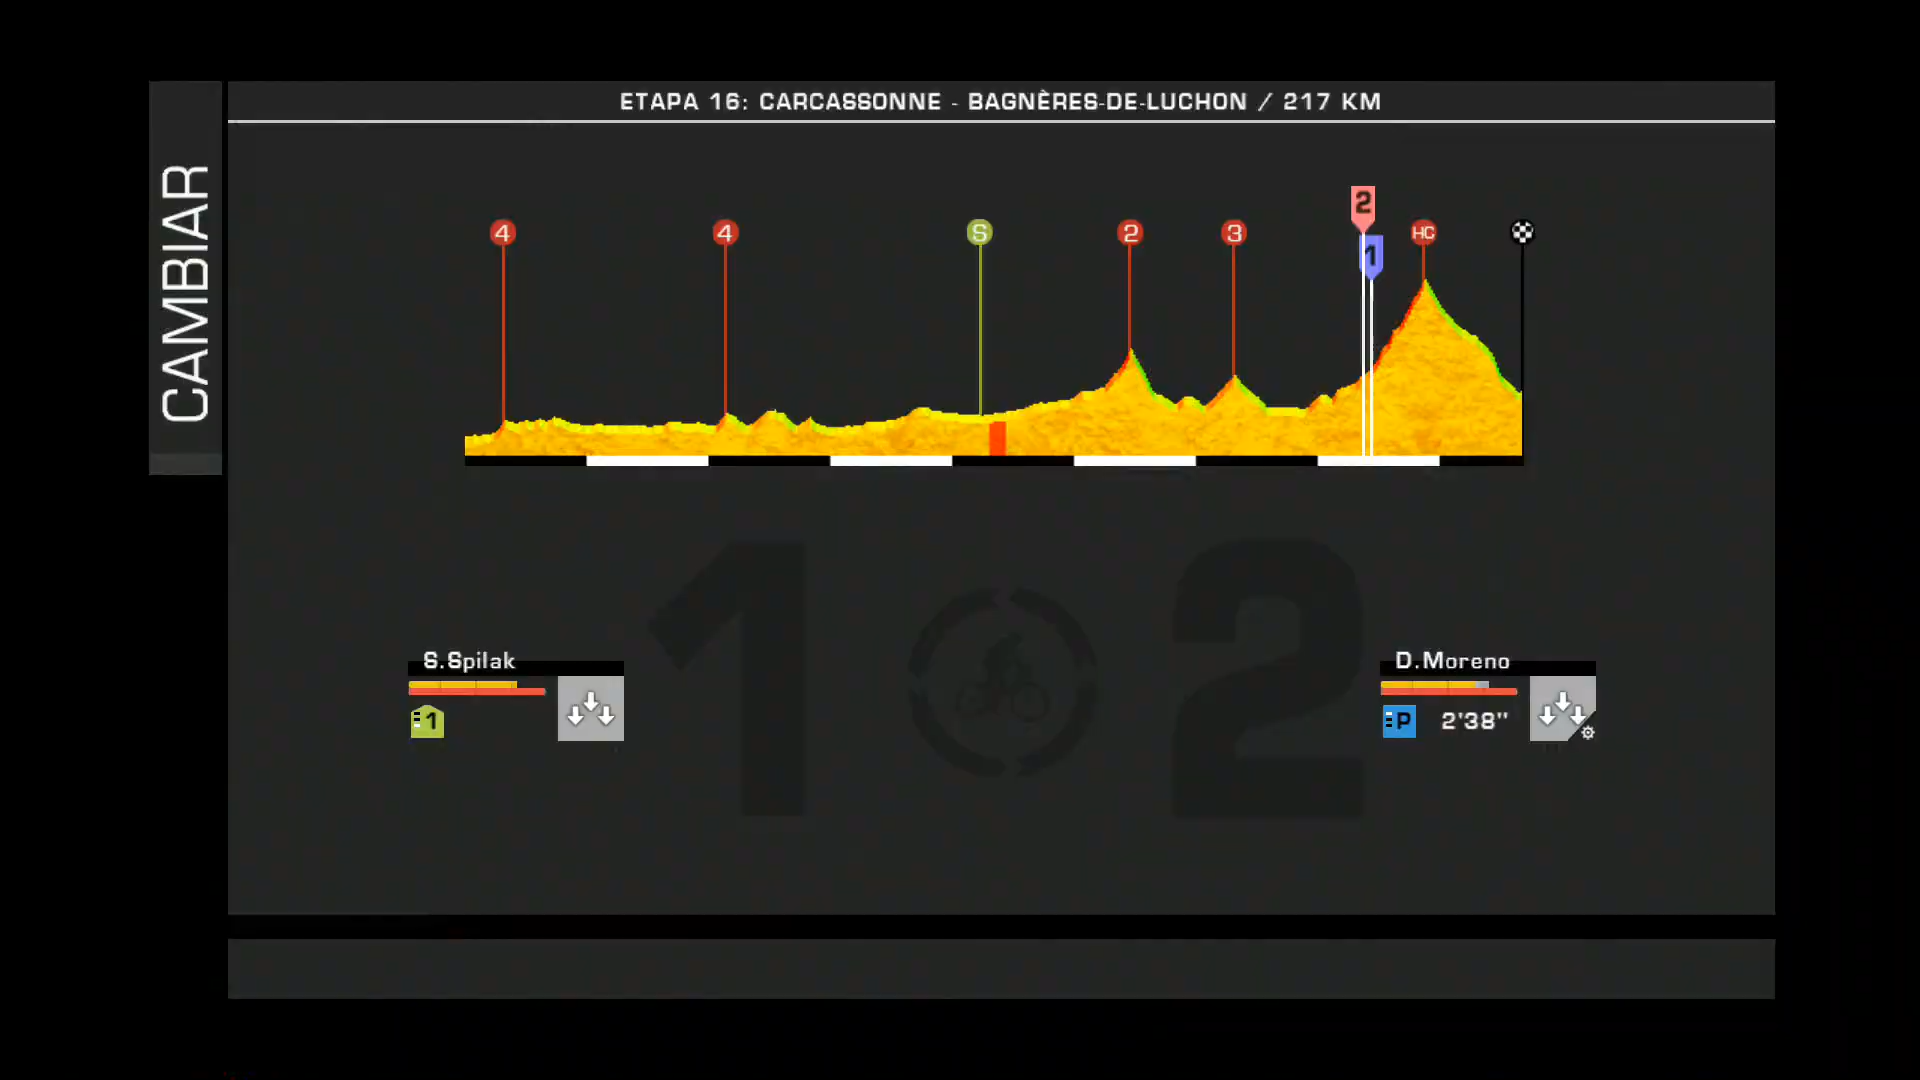 ETAPA 16: CARCASSONNE - BAGNÈRES-DE-LUCHON / 217 KM
CAMBIAR
2
4 4 S 2 3 1 HC
1 2
S.Spilak
1
D.Moreno
P 2'38"